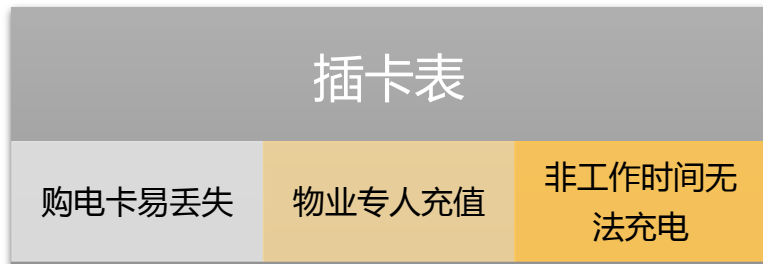 插卡表
购电卡易丢失
物业专人充值
非工作时间无
法充电